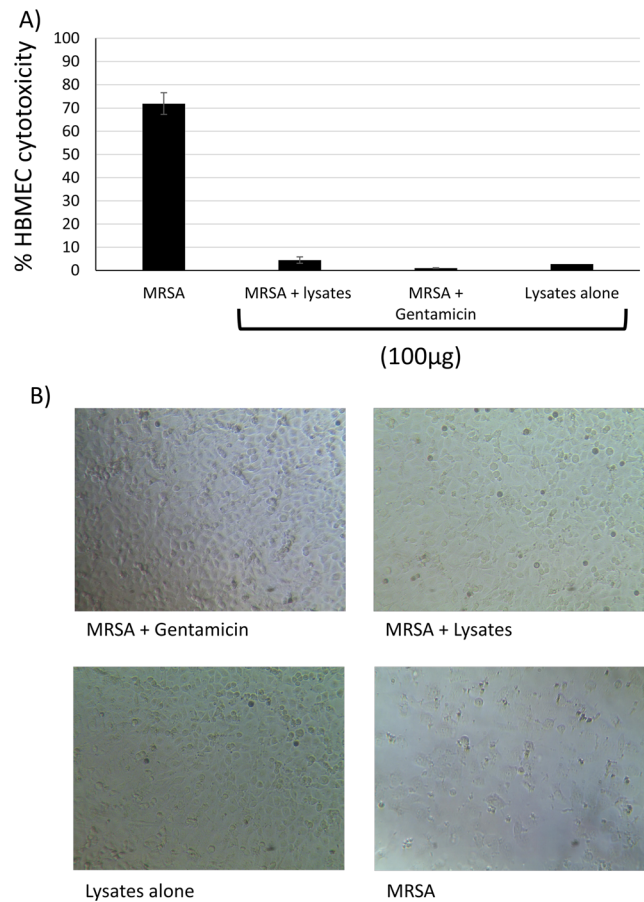 A)
% HBMEC cytotoxicity
100
90
80
70
60
50
40
30
20
10
0
MRSA
MRSA + lysates
MRSA +
Gentamicin
Lysates alone
(100µg)
B)
MRSA + Gentamicin
MRSA + Lysates
Lysates alone
MRSA